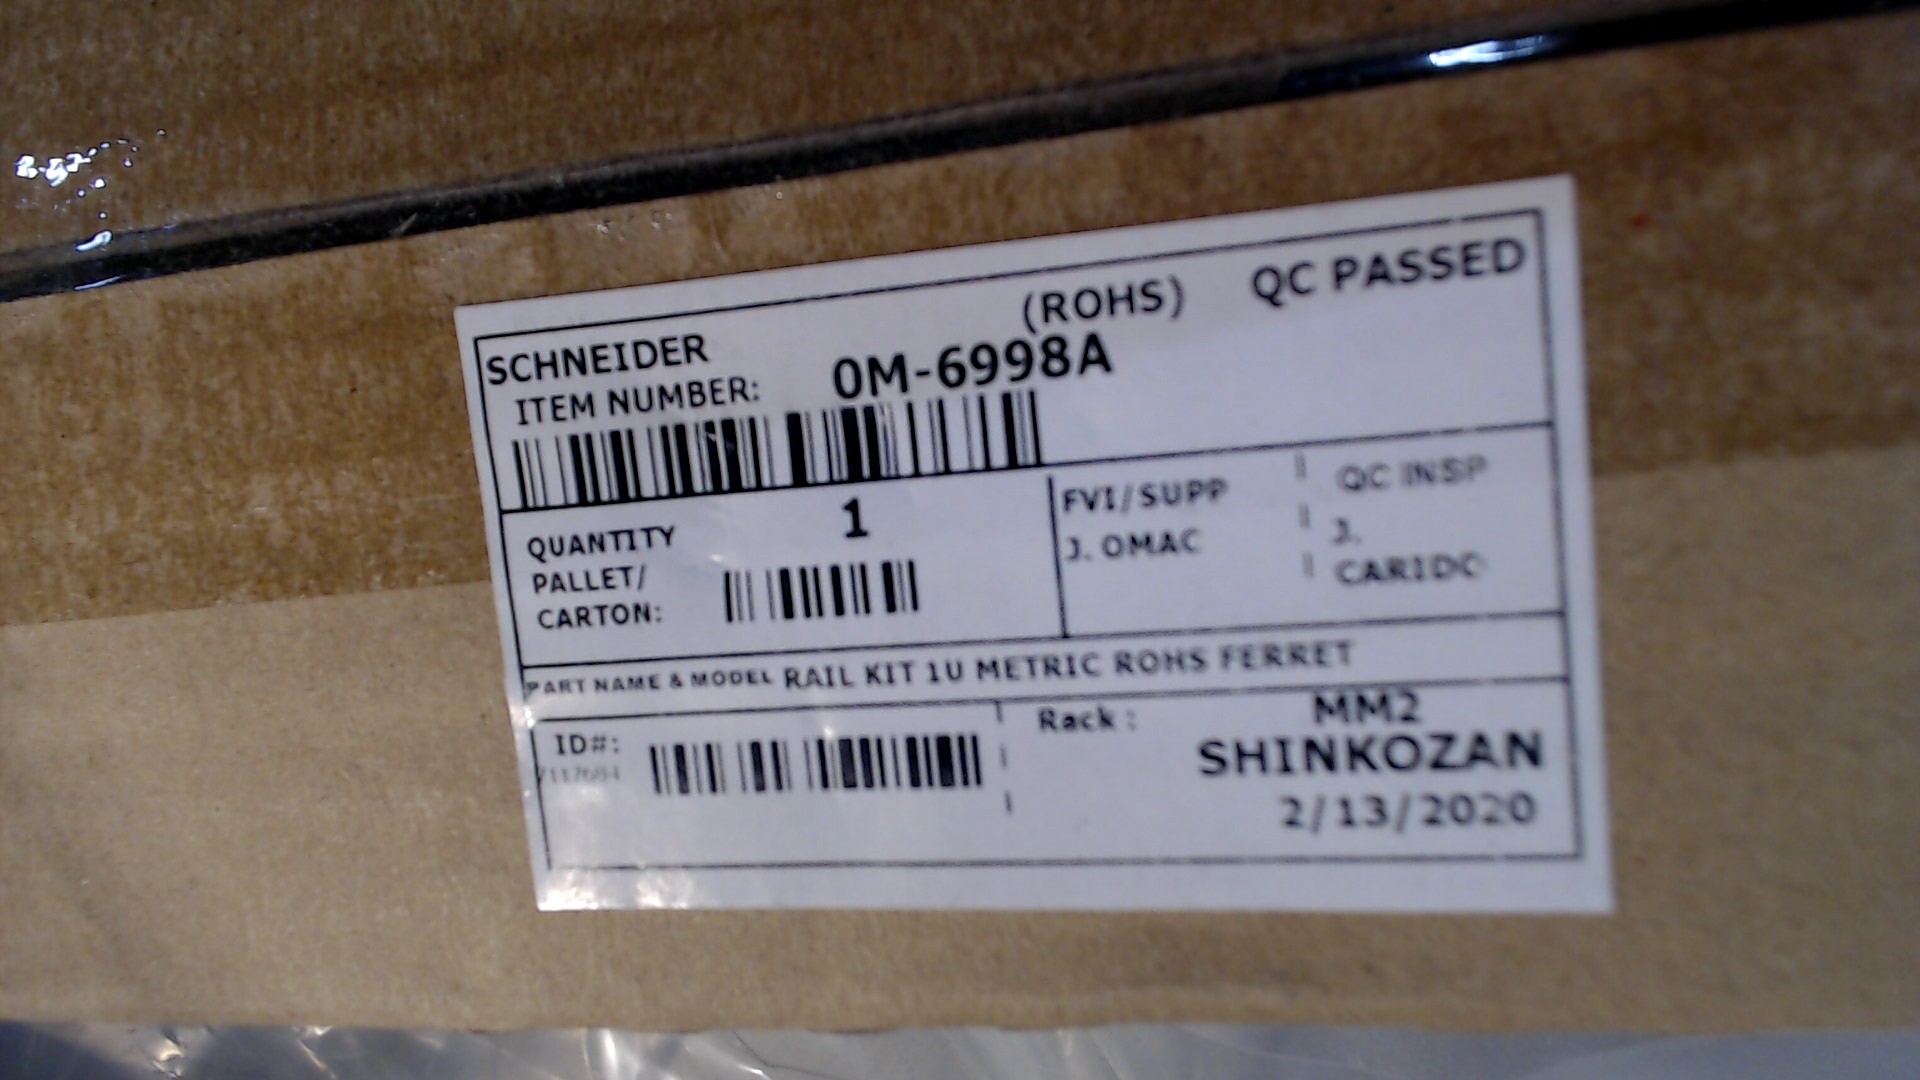 (ROHS) QC PASSED
SCHNEIDER
ITEM NUMBER: 0M-6998A
QUANTITY 1
PALLET/
CARTON:
FVI/SUPP
J. OMAC
QC INSP
J.
PART NAME & MODEL RAIL KIT 1U METRIC ROHS FERRET
ID#:
Rack : MM2
SHINKOZAN
2/13/2020